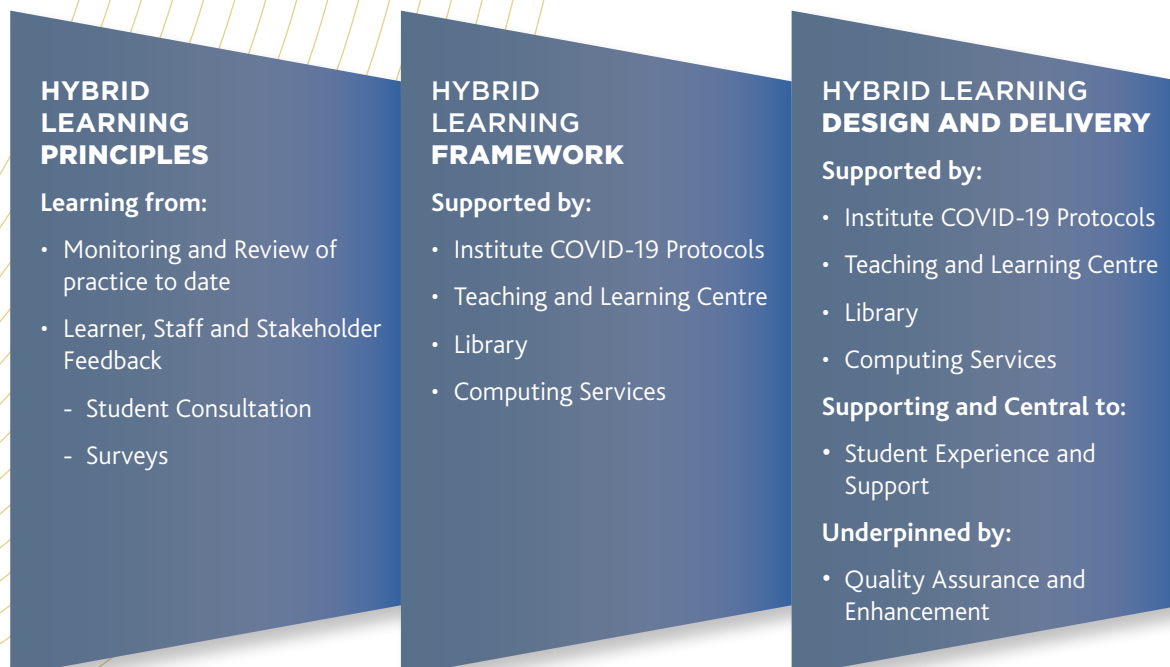 HYBRID
LEARNING
PRINCIPLES
Learning from:
• Monitoring and Review of
practice to date
• Learner, Staff and Stakeholder
Feedback
- Student Consultation
- Surveys
HYBRID
LEARNING
FRAMEWORK
Supported by:
• Institute COVID-19 Protocols
• Teaching and Learning Centre
• Library
• Computing Services
HYBRID LEARNING
DESIGN AND DELIVERY
Supported by:
• Institute COVID-19 Protocols
• Teaching and Learning Centre
• Library
• Computing Services
Supporting and Central to:
• Student Experience and
Support
Underpinned by:
• Quality Assurance and
Enhancement